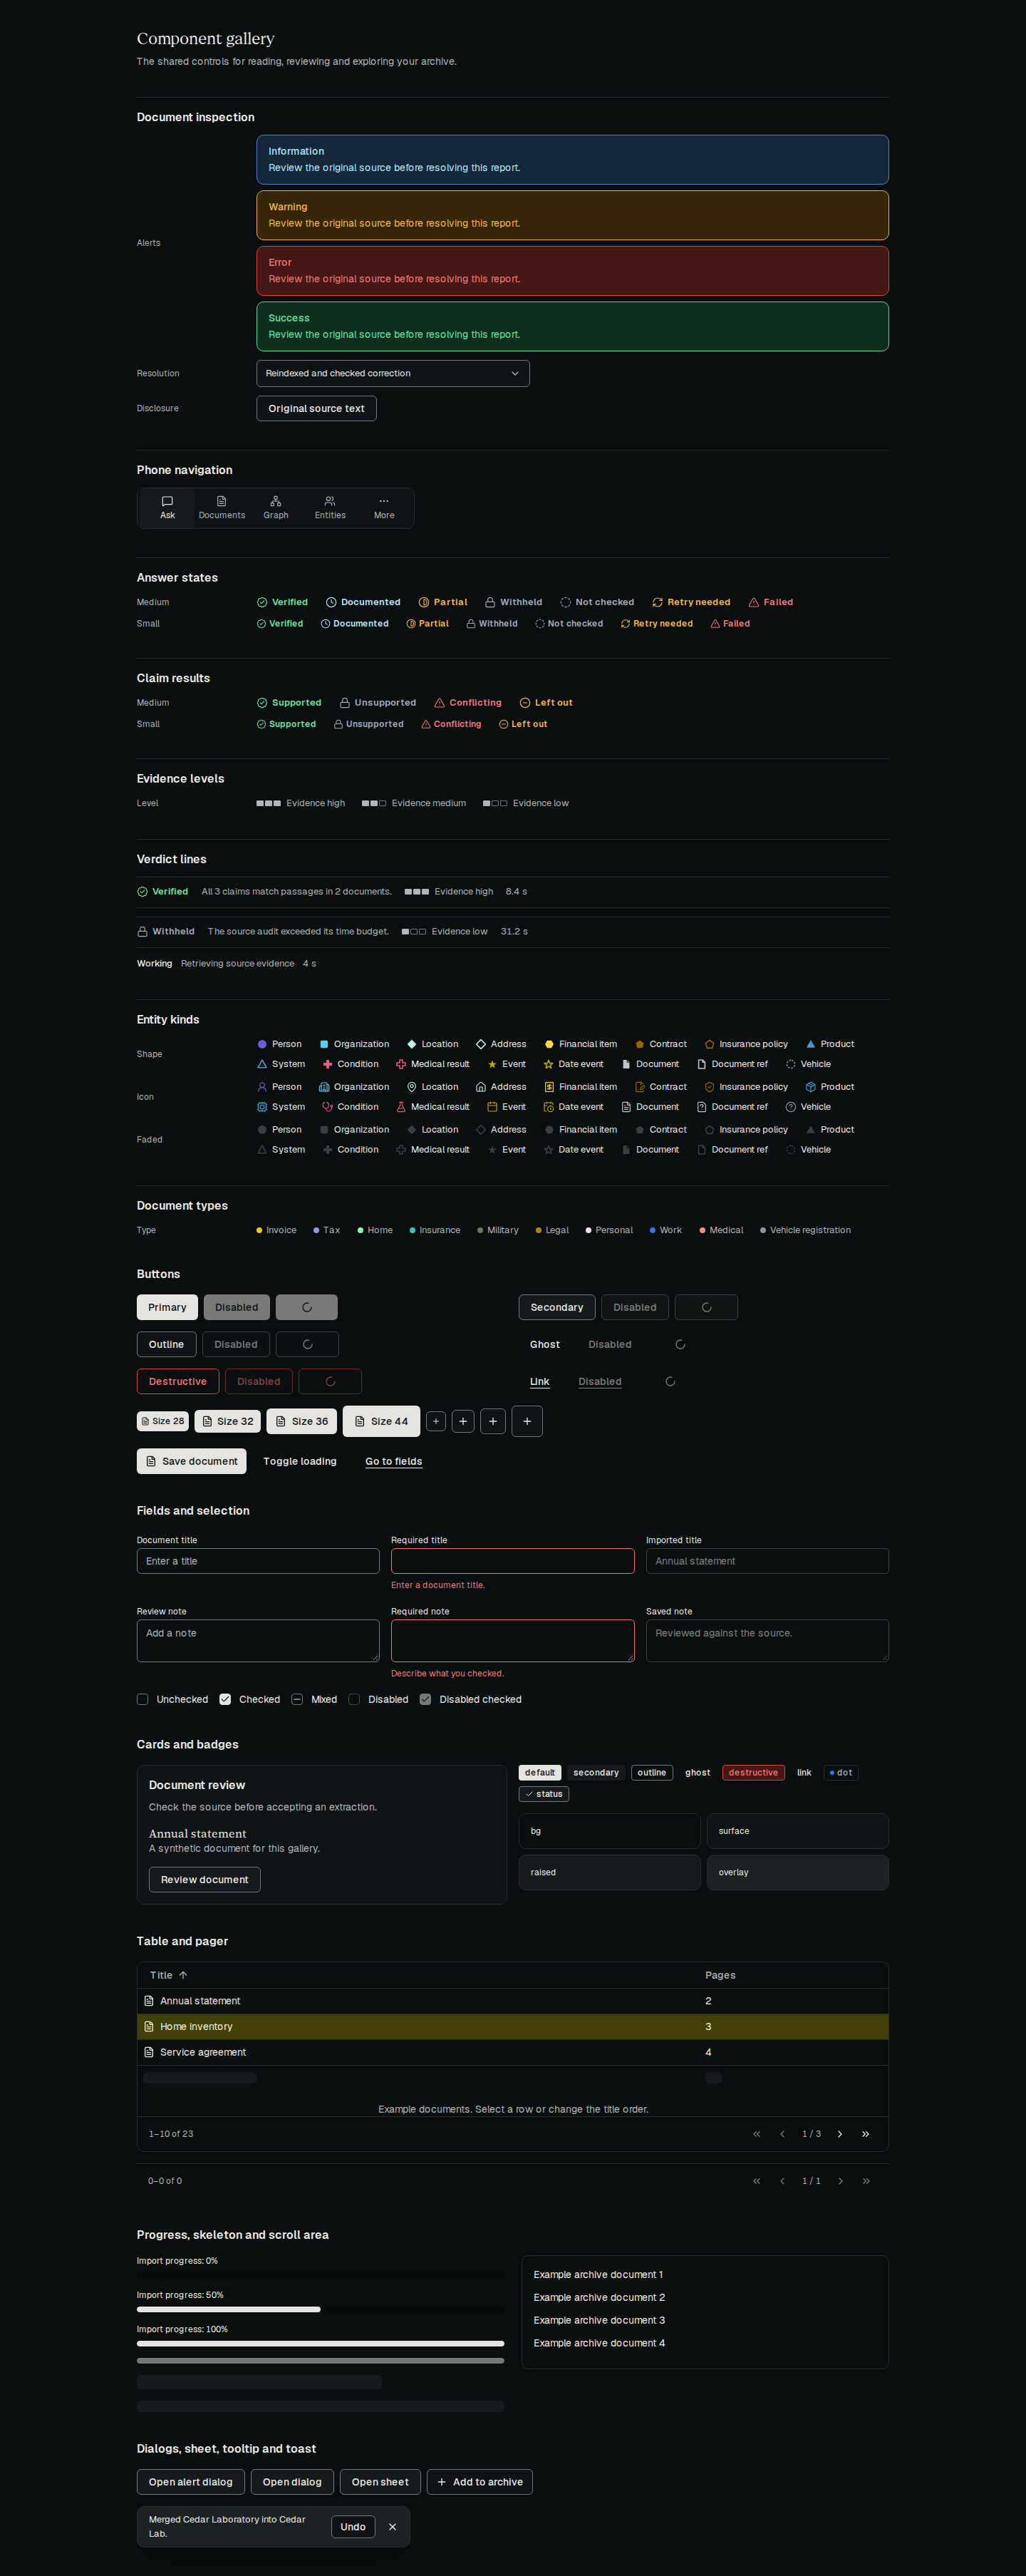 Component gallery
The shared controls for reading, reviewing and exploring your archive.
Document inspection
Alerts
Information
Review the original source before resolving this report.
Warning
Review the original source before resolving this report.
Error
Review the original source before resolving this report.
Success
Review the original source before resolving this report.
Resolution Reindexed and checked correction
Disclosure Original source text
Phone navigation
Ask Documents Graph Entities More
Answer states
Medium Verified Documented Partial Withheld Not checked Retry needed Failed
Small Verified Documented Partial Withheld Not checked Retry needed Failed
Claim results
Medium Supported Unsupported Conflicting Left out
Small Supported Unsupported Conflicting Left out
Evidence levels
Level Evidence high Evidence medium Evidence low
Verdict lines
Verified All 3 claims match passages in 2 documents. Evidence high 8.4 s
Withheld The source audit exceeded its time budget. Evidence low 31.2 s
Working Retrieving source evidence 4 s
Entity kinds
Shape
Person Organization Location Address Financial item Contract Insurance policy Product
System Condition Medical result Event Date event Document Document ref Vehicle
Icon
Person Organization Location Address Financial item Contract Insurance policy Product
System Condition Medical result Event Date event Document Document ref Vehicle
Faded
Person Organization Location Address Financial item Contract Insurance policy Product
System Condition Medical result Event Date event Document Document ref Vehicle
Document types
Type Invoice Tax Home Insurance Military Legal Personal Work Medical Vehicle registration
Buttons
Primary Disabled Secondary Disabled
Outline Disabled Ghost Disabled
Destructive Disabled Link Disabled
Size 28 Size 32 Size 36 Size 44
Save document Toggle loading Go to fields
Fields and selection
Document title Required title Imported title
Enter a title Annual statement
Enter a document title.
Review note Required note Saved note
Add a note Reviewed against the source.
Describe what you checked.
Unchecked Checked Mixed Disabled Disabled checked
Cards and badges
Document review
Check the source before accepting an extraction.
Annual statement
A synthetic document for this gallery.
Review document
default secondary outline ghost destructive link dot
status
bg surface
raised overlay
Table and pager
Title Pages
Annual statement 2
Home inventory 3
Service agreement 4
Example documents. Select a row or change the title order.
1–10 of 23 1 / 3
0–0 of 0 1 / 1
Progress, skeleton and scroll area
Import progress: 0%
Import progress: 50%
Import progress: 100%
Example archive document 1
Example archive document 2
Example archive document 3
Example archive document 4
Dialogs, sheet, tooltip and toast
Open alert dialog Open dialog Open sheet Add to archive
Merged Cedar Laboratory into Cedar
Lab.
Undo